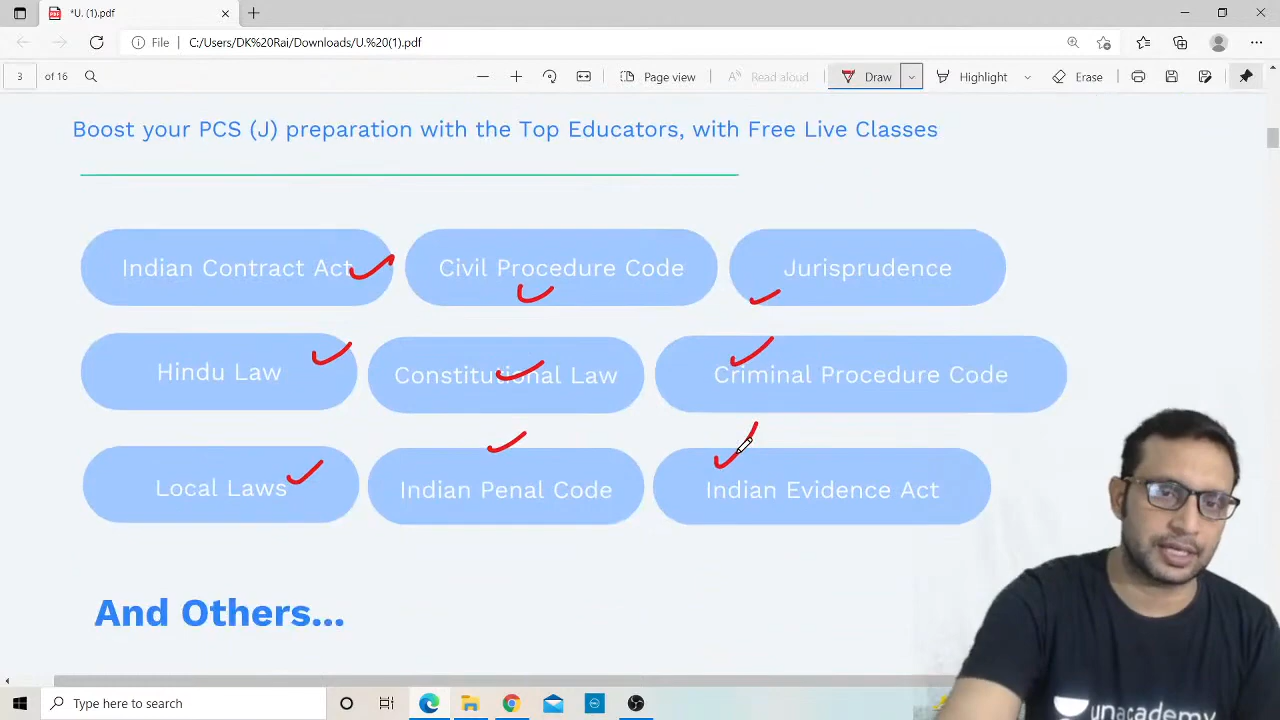 *U. (1).pdf
File C:/Users/DK%20Rai/Downloads/U.%20(1).pdf
3 of 16 Page view Read aloud Draw Highlight Erase
Boost your PCS (J) preparation with the Top Educators, with Free Live Classes
Indian Contract Act Civil Procedure Code Jurisprudence
Hindu Law Constitutional Law Criminal Procedure Code
Local Laws Indian Penal Code Indian Evidence Act
And Others...
unacademy
Type here to search